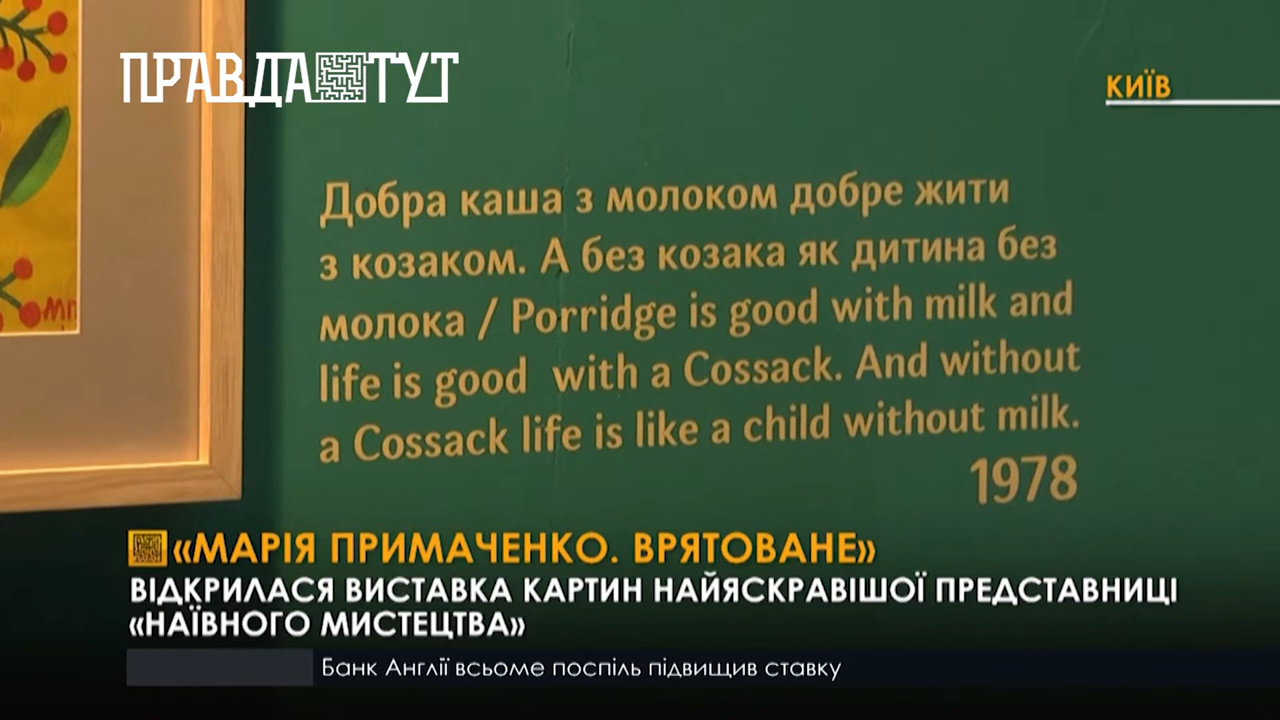 ПРАВДА ТУТ
КИЇВ
Добра каша з молоком добре жити
з козаком. А без козака як дитина без
молока / Porridge is good with milk and
life is good with a Cossack. And without
a Cossack life is like a child without milk.
1978
МП
«МАРІЯ ПРИМАЧЕНКО. ВРЯТОВАНЕ»
ВІДКРИЛАСЯ ВИСТАВКА КАРТИН НАЙЯСКРАВІШОЇ ПРЕДСТАВНИЦІ
«НАЇВНОГО МИСТЕЦТВА»
Банк Англії всьоме поспіль підвищив ставку